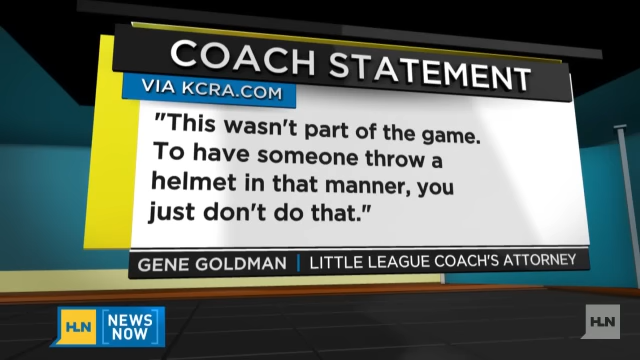 HLN
COACH STATEMENT
VIA KCRA.COM
"This wasn't part of the game.
To have someone throw a
helmet in that manner, you
just don't do that."
GENE GOLDMAN | LITTLE LEAGUE COACH'S ATTORNEY
HLN NEWS
NOW
HLN